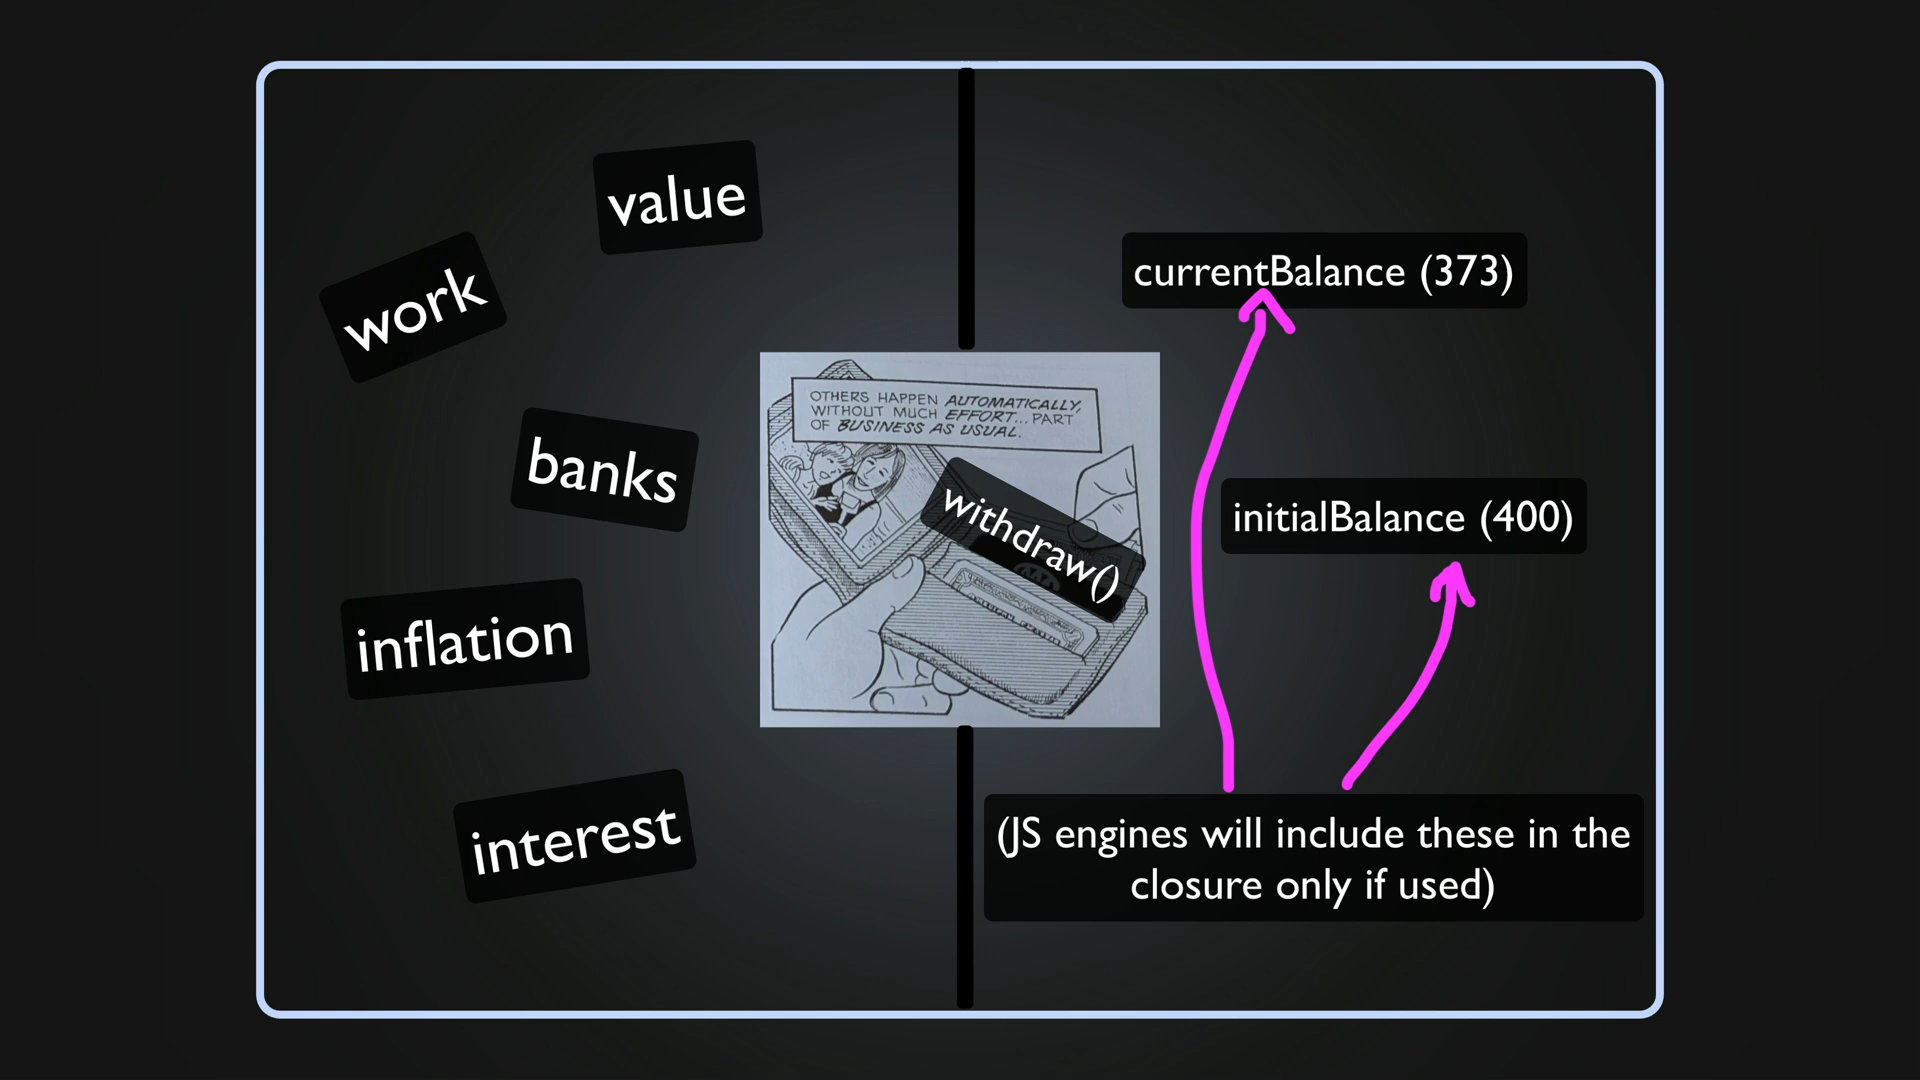 value
work
banks
inflation
interest
OTHERS HAPPEN AUTOMATICALLY,
WITHOUT MUCH EFFORT... PART
OF BUSINESS AS USUAL.
withdraw()
currentBalance (373)
initialBalance (400)
(JS engines will include these in the
closure only if used)